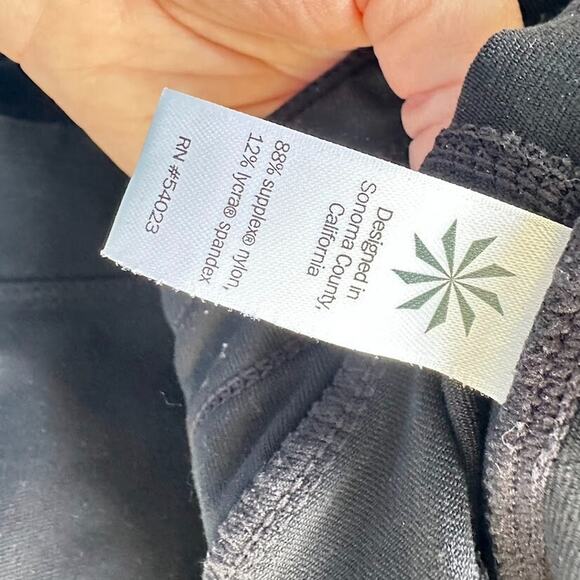 Designed in
Sonoma County,
California
88% supplex® nylon,
12% lycra® spandex
RN #54023